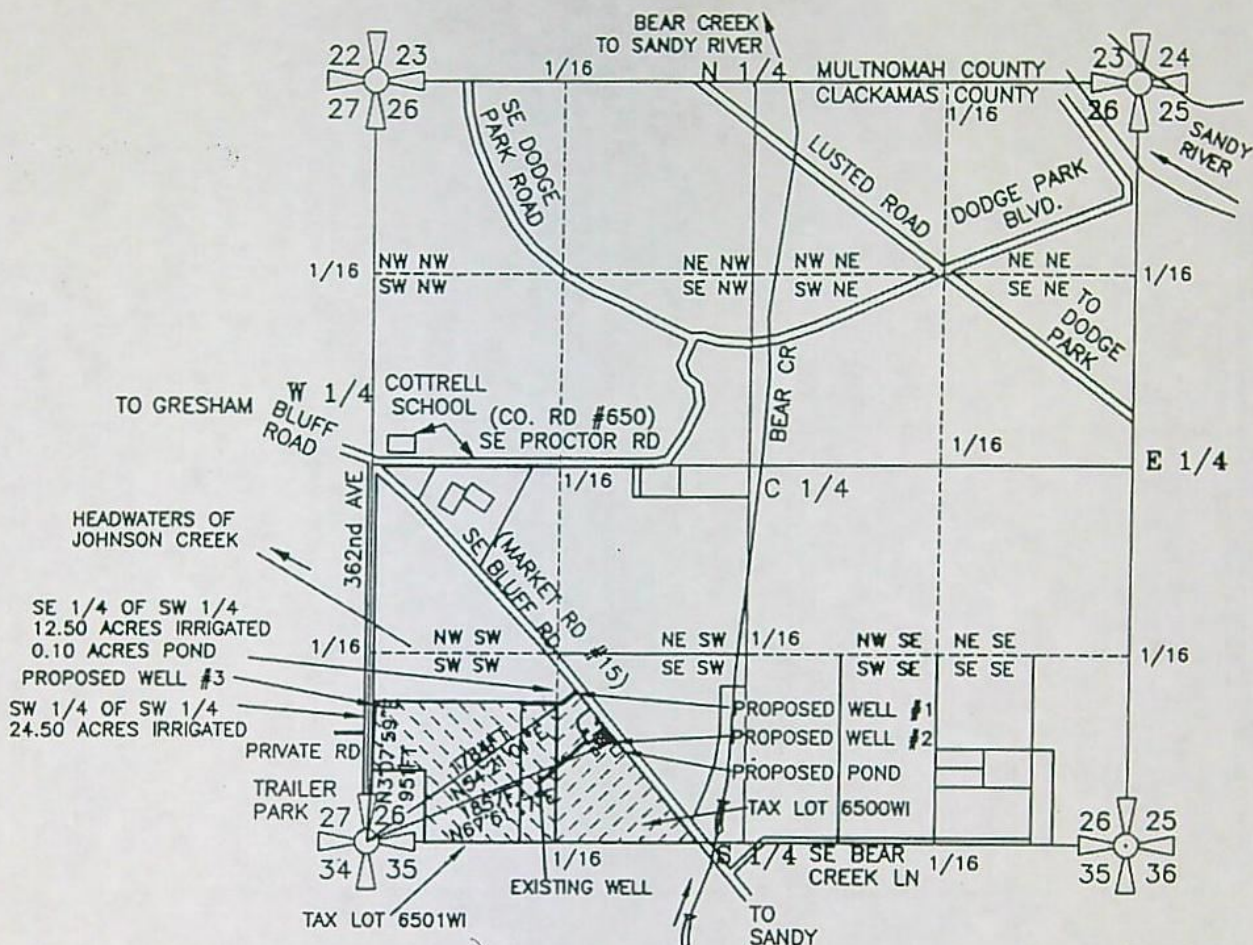 BEAR CREEK
TO SANDY RIVER
22 23
27 26
1/16
N 1/4
MULTNOMAH COUNTY
CLACKAMAS COUNTY
1/16
23 24
26 25
SANDY
RIVER
SE DODGE
PARK ROAD
LUSTED ROAD
DODGE PARK
BLVD.
1/16
NW NW
SW NW
NE NW
SE NW
NW NE
SW NE
NE NE
SE NE
1/16
TO
DODGE
PARK
BEAR CR
W 1/4
TO GRESHAM
BLUFF
ROAD
COTTRELL
SCHOOL
(CO. RD #650)
SE PROCTOR RD
1/16
1/16
E 1/4
C 1/4
362nd AVE
HEADWATERS OF
JOHNSON CREEK
(MARKET RD #15)
SE BLUFF RD
SE 1/4 OF SW 1/4
12.50 ACRES IRRIGATED
0.10 ACRES POND
1/16
NW SW
SW SW
NE SW
SE SW
1/16
NW SE
SW SE
NE SE
SE SE
1/16
PROPOSED WELL #3
SW 1/4 OF SW 1/4
24.50 ACRES IRRIGATED
PRIVATE RD
TRAILER
PARK
951 FT
1784FT
PROPOSED WELL #1
PROPOSED WELL #2
PROPOSED POND
TAX LOT 6500WI
27 26
34 35
1/16
EXISTING WELL
TAX LOT 6501WI
S 1/4
SE BEAR
CREEK LN
1/16
26 25
35 36
TO
SANDY